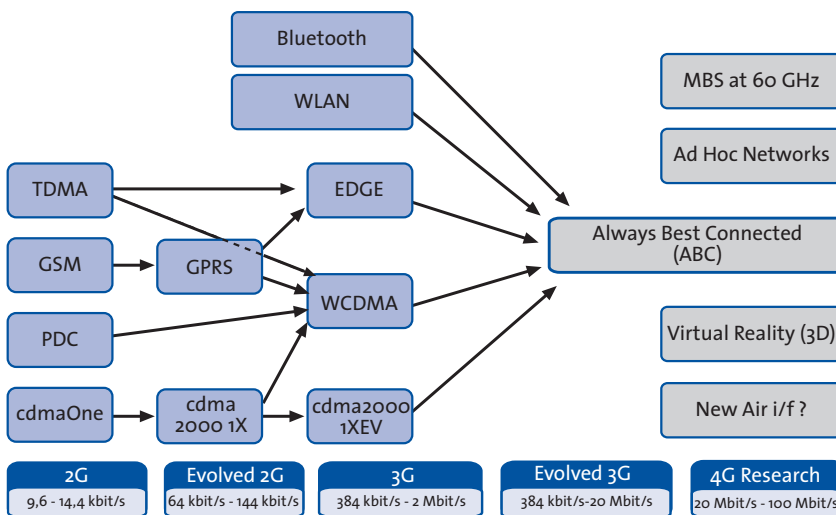 Bluetooth
WLAN
MBS at 60 GHz
Ad Hoc Networks
TDMA
EDGE
Always Best Connected
(ABC)
GSM
GPRS
WCDMA
PDC
Virtual Reality (3D)
cdmaOne
cdma
2000 1X
cdma2000
1XEV
New Air i/f ?
2G
9,6 - 14,4 kbit/s
Evolved 2G
64 kbit/s - 144 kbit/s
3G
384 kbit/s - 2 Mbit/s
Evolved 3G
384 kbit/s-20 Mbit/s
4G Research
20 Mbit/s - 100 Mbit/s